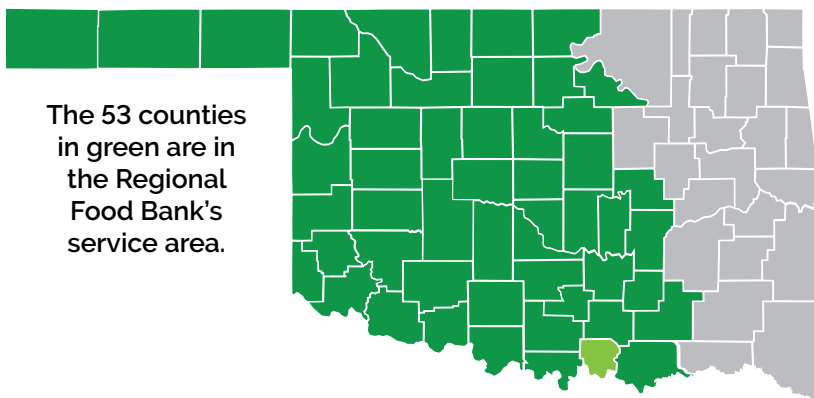 The 53 counties
in green are in
the Regional
Food Bank's
service area.